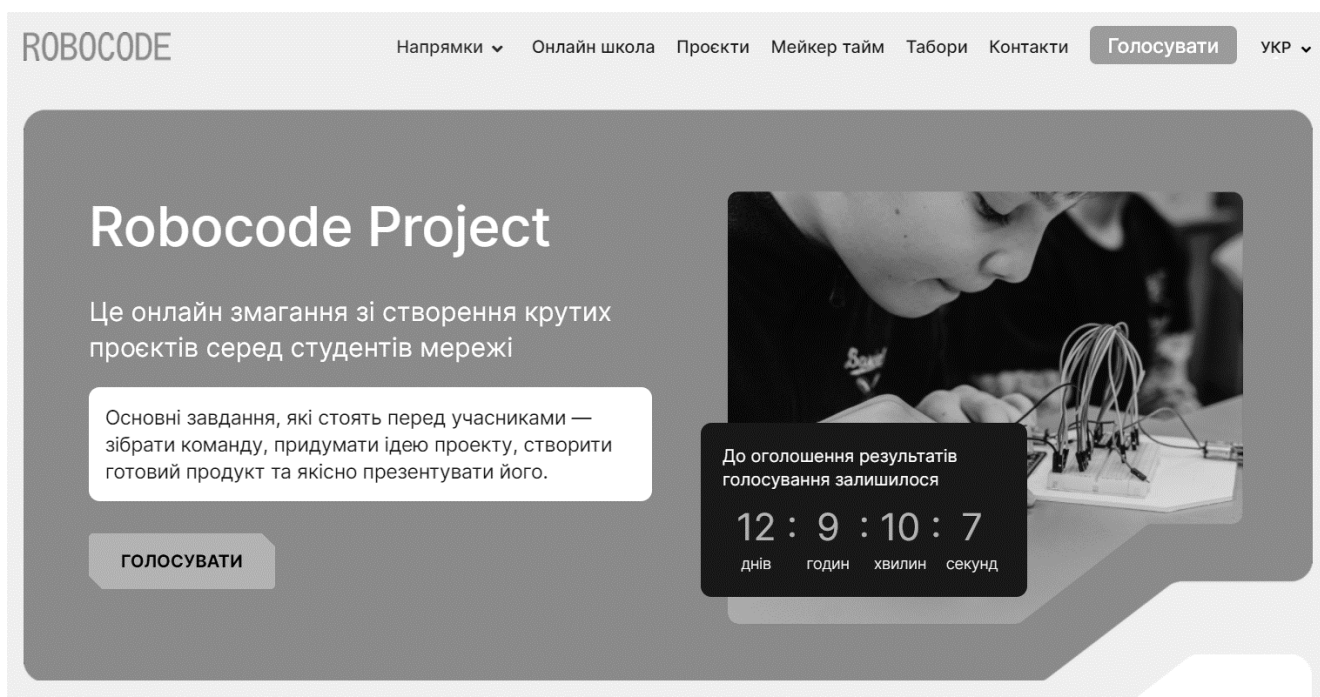 ROBOCODE
Напрямки
Онлайн школа
Проєкти
Мейкер тайм
Табори
Контакти
Голосувати
УКР
Robocode Project
Це онлайн змагання зі створення крутих
проєктів серед студентів мережі
Основні завдання, які стоять перед учасниками —
зібрати команду, придумати ідею проекту, створити
готовий продукт та якісно презентувати його.
ГОЛОСУВАТИ
До оголошення результатів
голосування залишилося
12 : 9 : 10 : 7
днів годин хвилин секунд